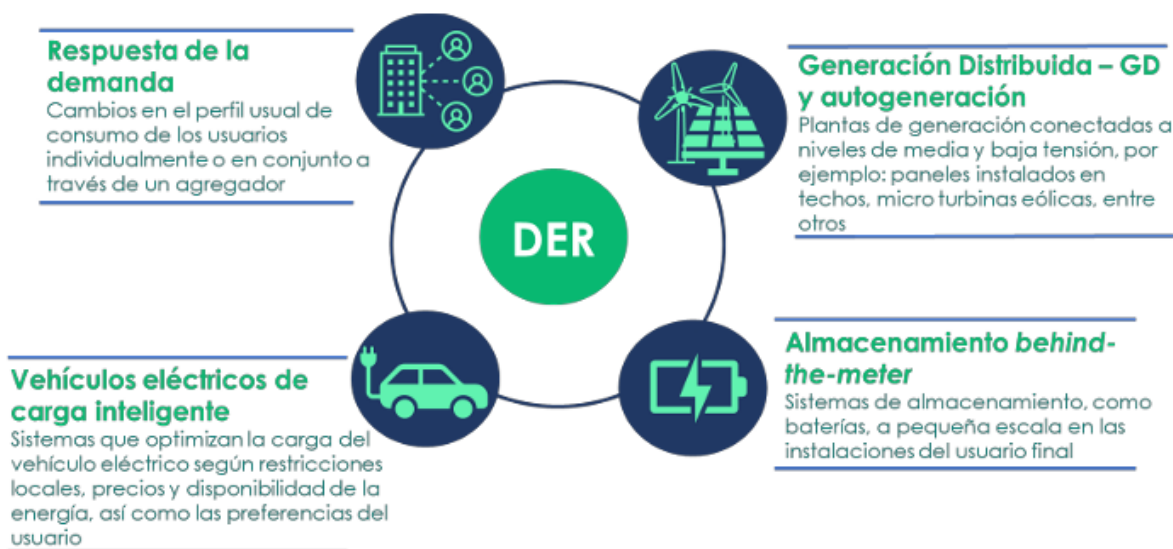 Respuesta de la
demanda
Cambios en el perfil usual de
consumo de los usuarios
individualmente o en conjunto a
través de un agregador
Generación Distribuida – GD
y autogeneración
Plantas de generación conectadas a
niveles de media y baja tensión, por
ejemplo: paneles instalados en
techos, micro turbinas eólicas, entre
otros
DER
Vehículos eléctricos de
carga inteligente
Sistemas que optimizan la carga del
vehículo eléctrico según restricciones
locales, precios y disponibilidad de la
energía, así como las preferencias del
usuario
Almacenamiento behind-
the-meter
Sistemas de almacenamiento, como
baterías, a pequeña escala en las
instalaciones del usuario final